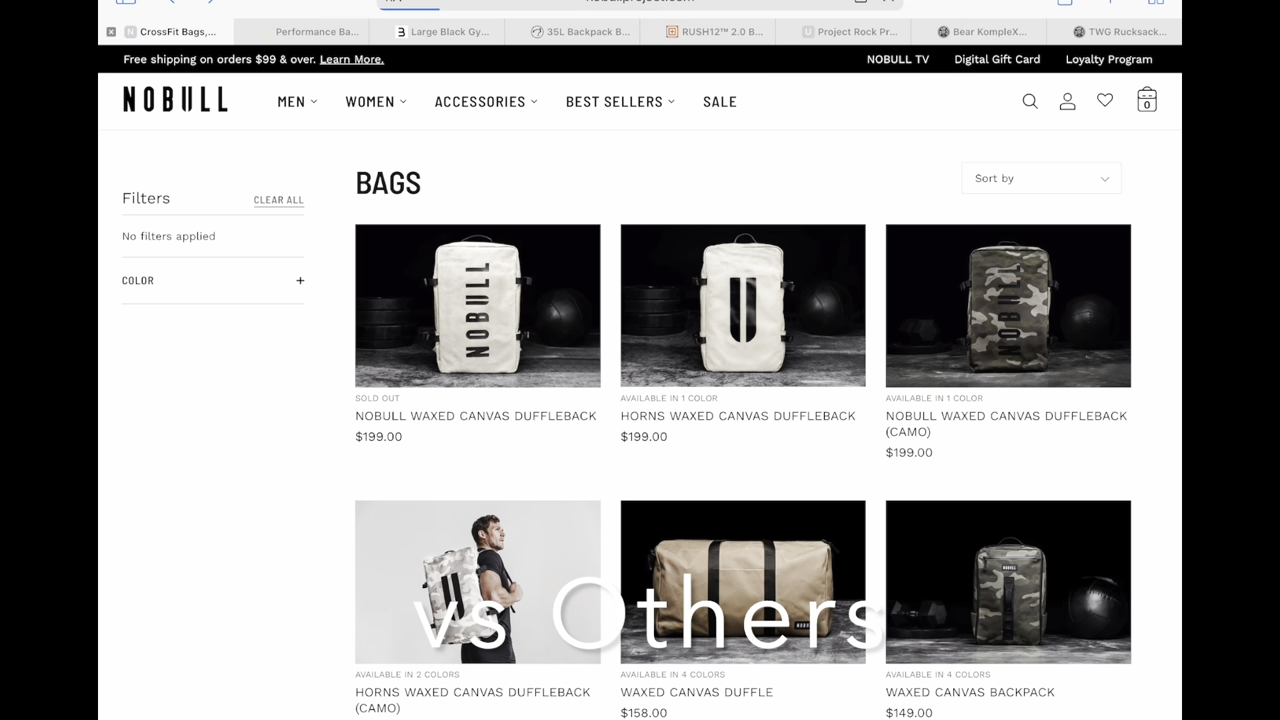 CrossFit Bags,...
Performance Ba...
Large Black Gy...
35L Backpack B...
RUSH12™ 2.0 B...
Project Rock Pr...
Bear KompleX...
TWG Rucksack...
Free shipping on orders $99 & over. Learn More.
NOBULL TV
Digital Gift Card
Loyalty Program
NOBULL
MEN
WOMEN
ACCESSORIES
BEST SELLERS
SALE
0
Filters
CLEAR ALL
No filters applied
COLOR
BAGS
Sort by
NOBULL
U
NOBULL
SOLD OUT
NOBULL WAXED CANVAS DUFFLEBACK
$199.00
AVAILABLE IN 1 COLOR
HORNS WAXED CANVAS DUFFLEBACK
$199.00
AVAILABLE IN 1 COLOR
NOBULL WAXED CANVAS DUFFLEBACK
(CAMO)
$199.00
NOBULL
vs Others
AVAILABLE IN 2 COLORS
HORNS WAXED CANVAS DUFFLEBACK
(CAMO)
AVAILABLE IN 4 COLORS
WAXED CANVAS DUFFLE
$158.00
AVAILABLE IN 4 COLORS
WAXED CANVAS BACKPACK
$149.00